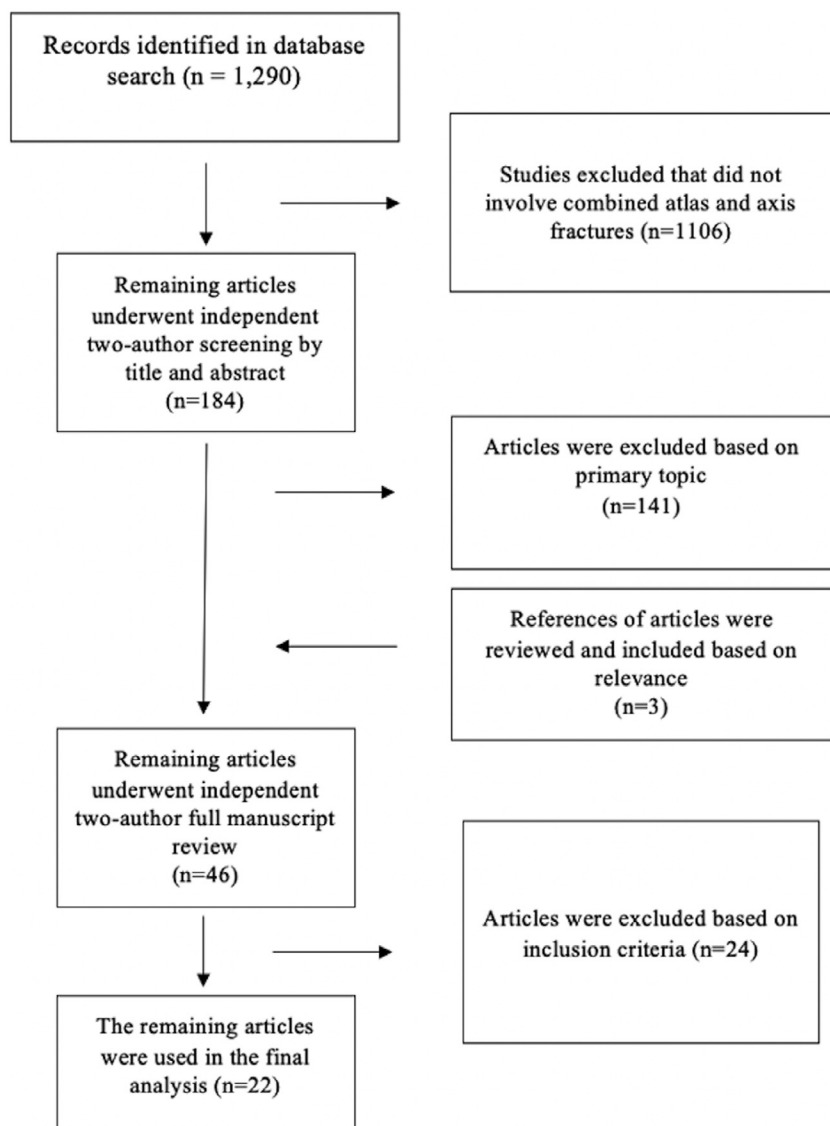 Records identified in database
search (n = 1,290)
Studies excluded that did not
involve combined atlas and axis
fractures (n=1106)
Remaining articles
underwent independent
two-author screening by
title and abstract
(n=184)
Articles were excluded based on
primary topic
(n=141)
References of articles were
reviewed and included based on
relevance
(n=3)
Remaining articles
underwent independent
two-author full manuscript
review
(n=46)
Articles were excluded based on
inclusion criteria (n=24)
The remaining articles
were used in the final
analysis (n=22)